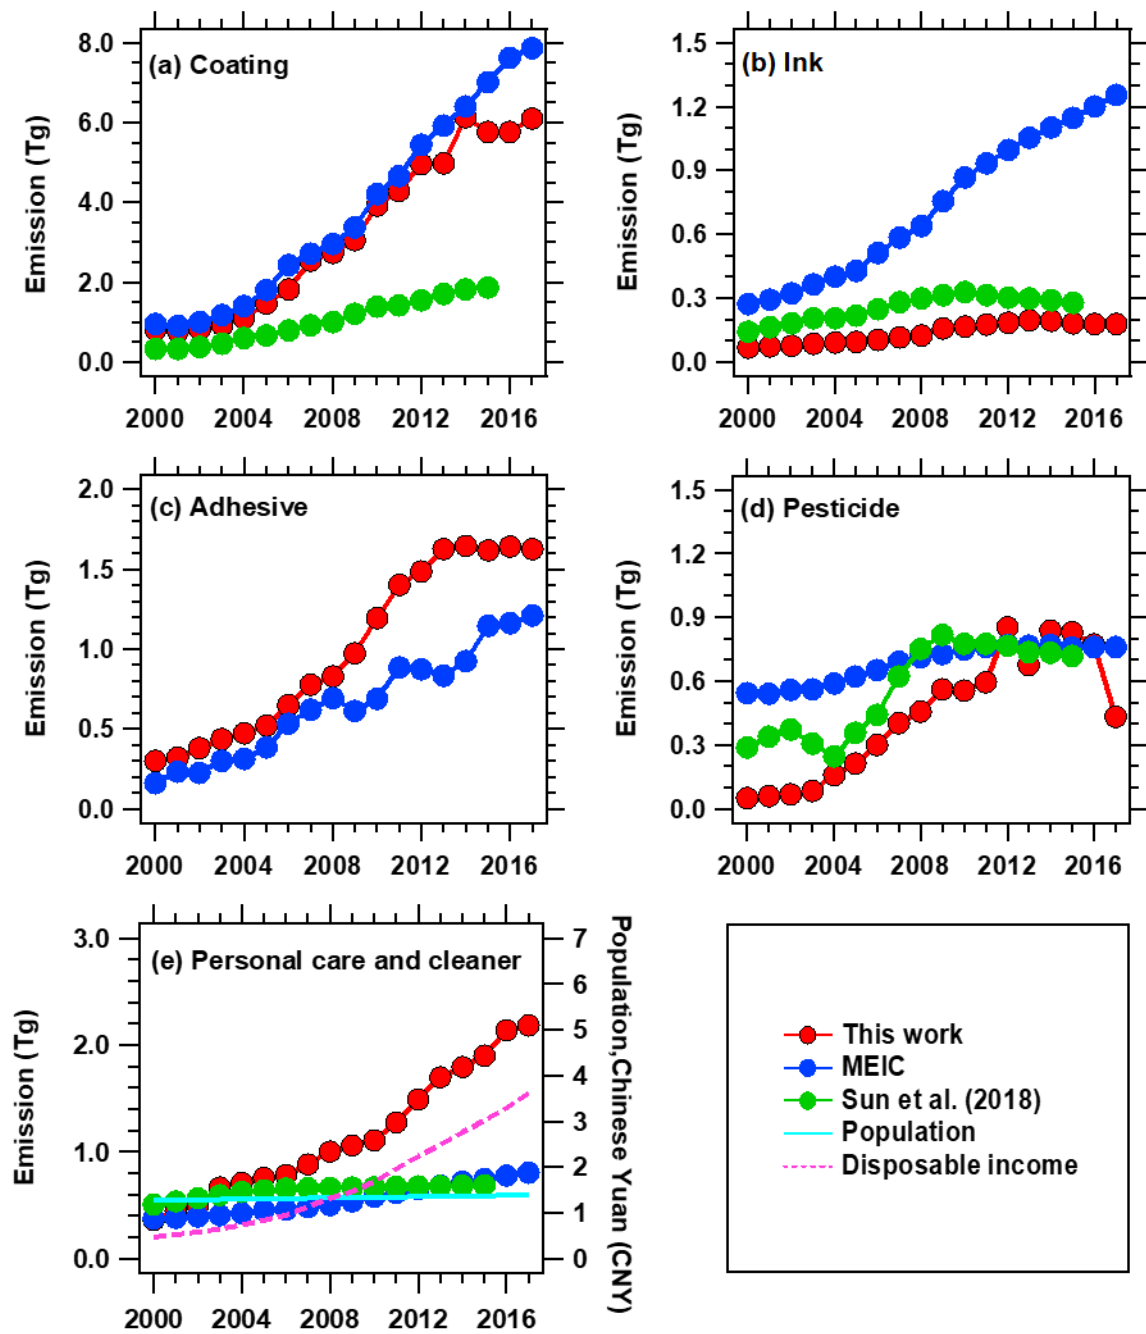 (a) Coating
Emission (Tg)
8.0
6.0
4.0
2.0
0.0
2000 2004 2008 2012 2016
(b) Ink
Emission (Tg)
1.5
1.2
0.9
0.6
0.3
0.0
2000 2004 2008 2012 2016
(c) Adhesive
Emission (Tg)
2.0
1.5
1.0
0.5
0.0
2000 2004 2008 2012 2016
(d) Pesticide
Emission (Tg)
1.5
1.2
0.9
0.6
0.3
0.0
2000 2004 2008 2012 2016
(e) Personal care and cleaner
Emission (Tg)
3.0
2.0
1.0
0.0
2000 2004 2008 2012 2016
7
6
5
4
3
2
1
0
Population,Chinese Yuan (CNY)
This work
MEIC
Sun et al. (2018)
Population
Disposable income